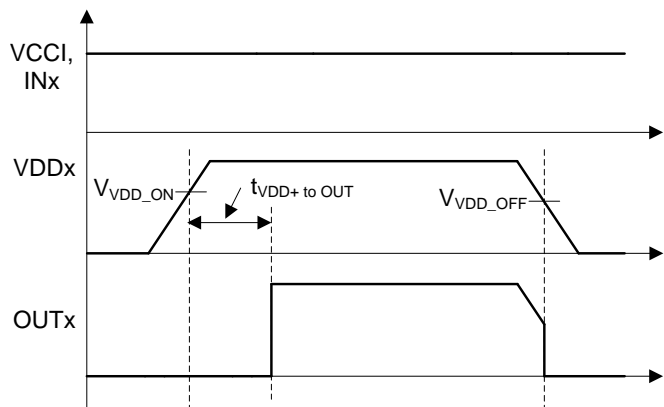 VCCI,
INx
VDDx
VVDD_ON
tVDD+ to OUT
VVDD_OFF
OUTx